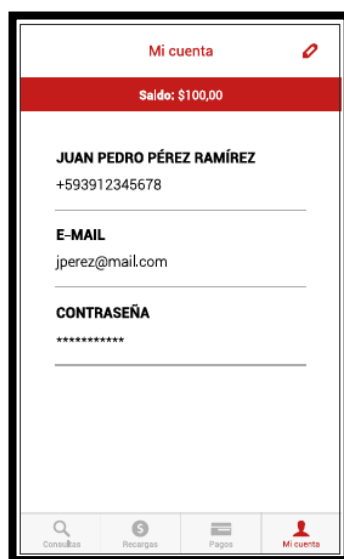 Mi cuenta
Saldo: $100,00
JUAN PEDRO PÉREZ RAMÍREZ
+593912345678
E-MAIL
jperez@mail.com
CONTRASEÑA
***********
Consultas Recargas Pagos Mi cuenta